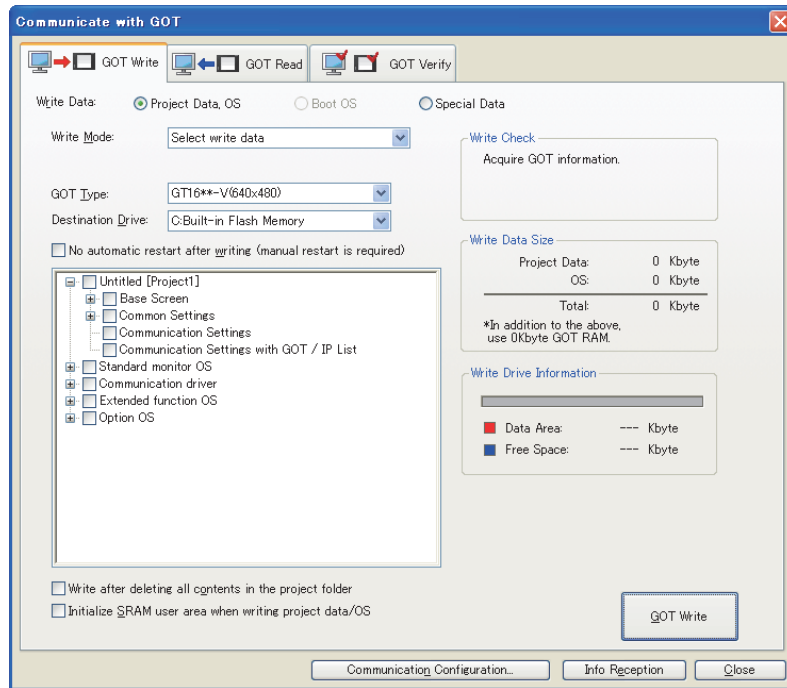 Communicate with GOT
GOT Write
GOT Read
GOT Verify
Write Data:
Project Data, OS
Boot OS
Special Data
Write Mode:
Select write data
GOT Type:
GT16**-V(640x480)
Destination Drive:
C:Built-in Flash Memory
No automatic restart after writing (manual restart is required)
Untitled [Project1]
Base Screen
Common Settings
Communication Settings
Communication Settings with GOT / IP List
Standard monitor OS
Communication driver
Extended function OS
Option OS
Write after deleting all contents in the project folder
Initialize SRAM user area when writing project data/OS
Write Check
Acquire GOT information.
Write Data Size
Project Data: 0 Kbyte
OS: 0 Kbyte
Total: 0 Kbyte
*In addition to the above,
use 0Kbyte GOT RAM.
Write Drive Information
Data Area: --- Kbyte
Free Space: --- Kbyte
GOT Write
Communication Configuration...
Info Reception
Close